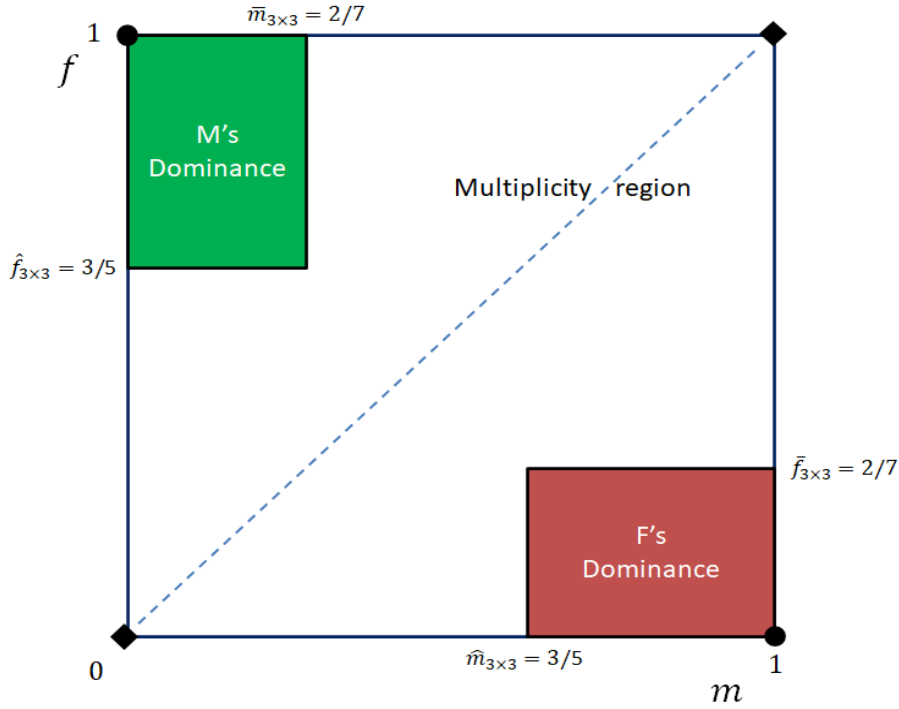 m̄₃ₓ₃ = 2/7
1
f
M's
Dominance
Multiplicity region
f̂₃ₓ₃ = 3/5
f̄₃ₓ₃ = 2/7
F's
Dominance
0
m̂₃ₓ₃ = 3/5
1
m